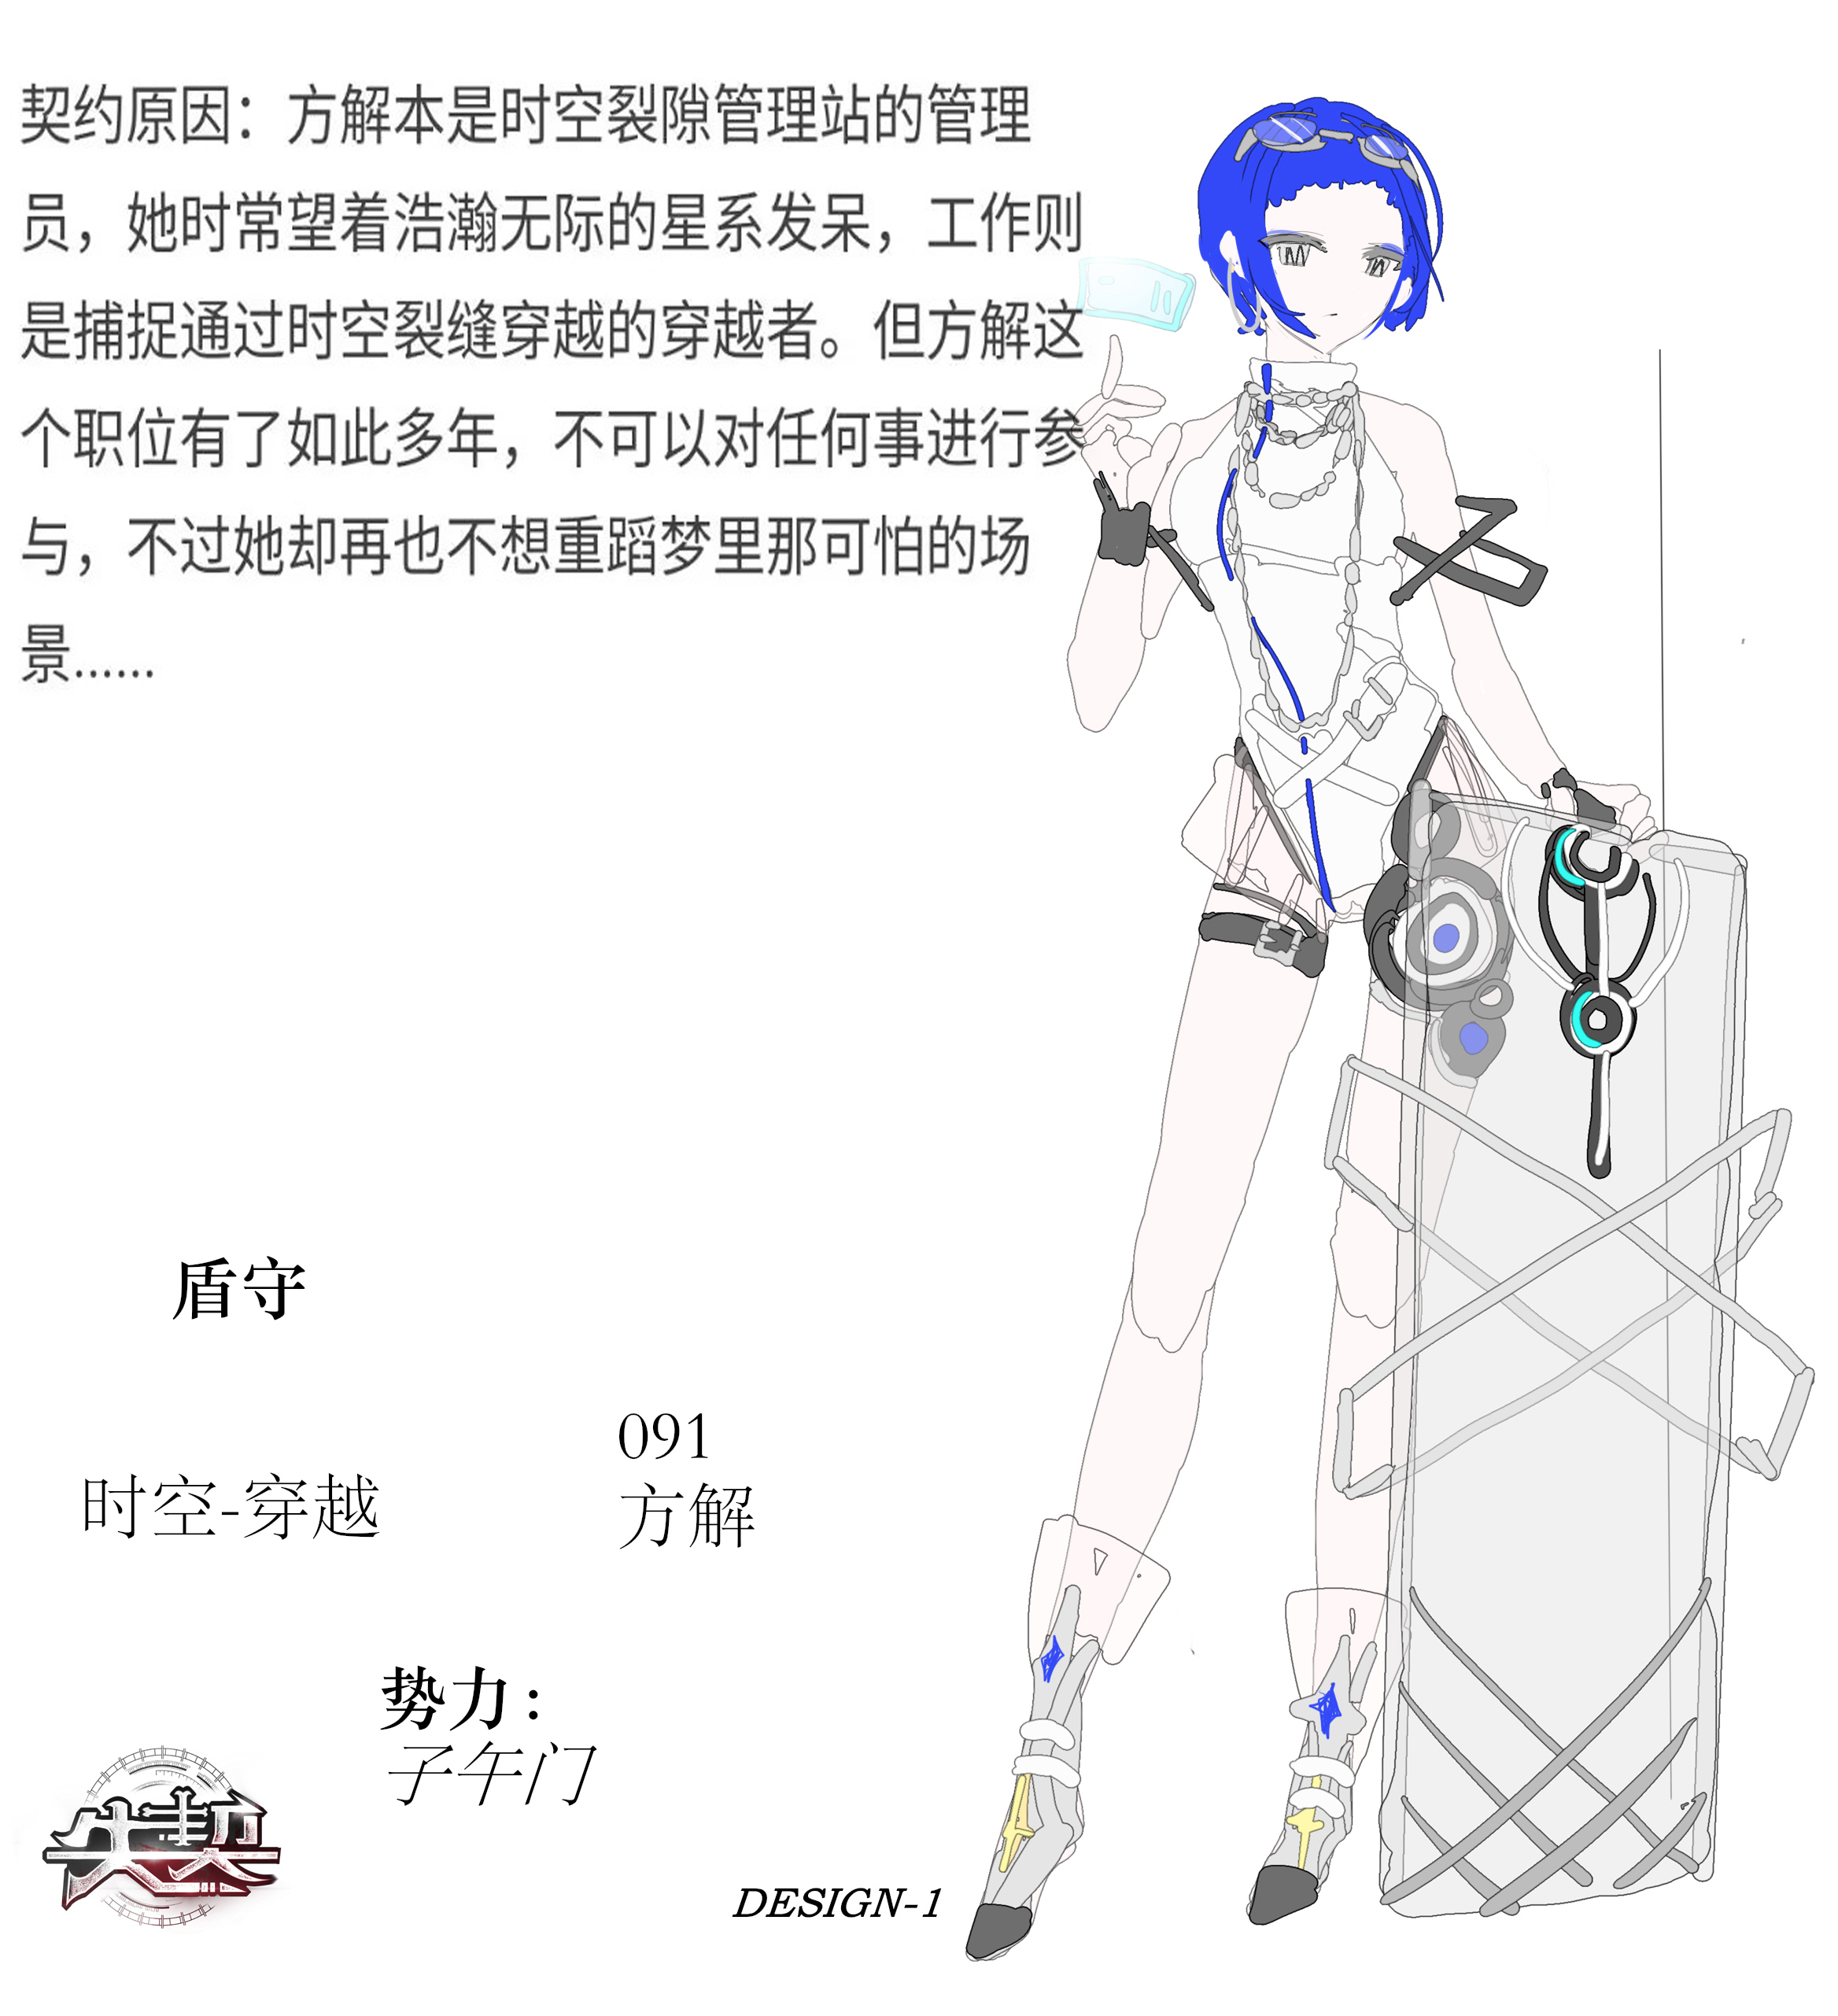 契约原因：方解本是时空裂隙管理站的管理
员，她时常望着浩瀚无际的星系发呆，工作则
是捕捉通过时空裂缝穿越的穿越者。但方解这
个职位有了如此多年，不可以对任何事进行参
与，不过她却再也不想重蹈梦里那可怕的场
景......
盾守
091
时空-穿越
方解
势力：
子午门
失契
DESIGN-1